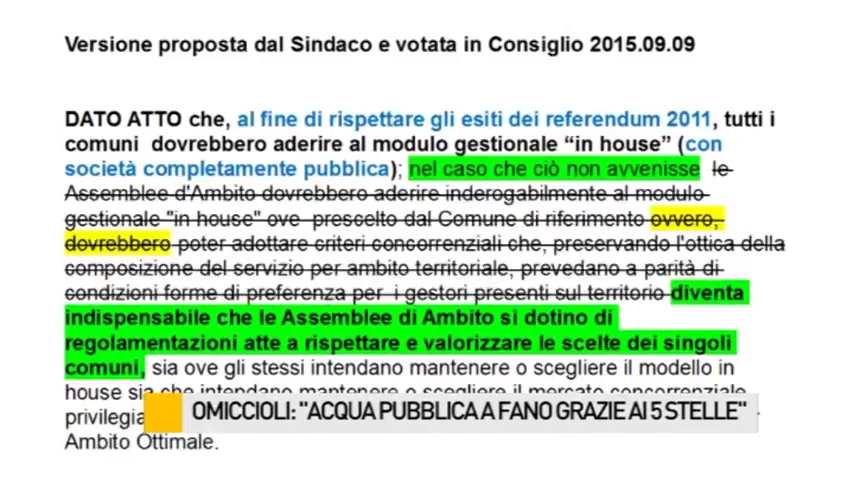 Versione proposta dal Sindaco e votata in Consiglio 2015.09.09
DATO ATTO che, al fine di rispettare gli esiti dei referendum 2011, tutti i
comuni dovrebbero aderire al modulo gestionale “in house” (con
società completamente pubblica); nel caso che ciò non avvenisse le
Assemblee d'Ambito dovrebbero aderire inderogabilmente al modulo
gestionale "in house" ove prescelto dal Comune di riferimento ovvero,
dovrebbero poter adottare criteri concorrenziali che, preservando l'ottica della
composizione del servizio per ambito territoriale, prevedano a parità di
condizioni forme di preferenza per i gestori presenti sul territorio diventa
indispensabile che le Assemblee di Ambito si dotino di
regolamentazioni atte a rispettare e valorizzare le scelte dei singoli
comuni, sia ove gli stessi intendano mantenere o scegliere il modello in
house sia che intendano mantenere o scegliere il mercato concorrenziale
privilegia
OMICCIOLI: "ACQUA PUBBLICA A FANO GRAZIE AI 5 STELLE"
Ambito Ottimale.